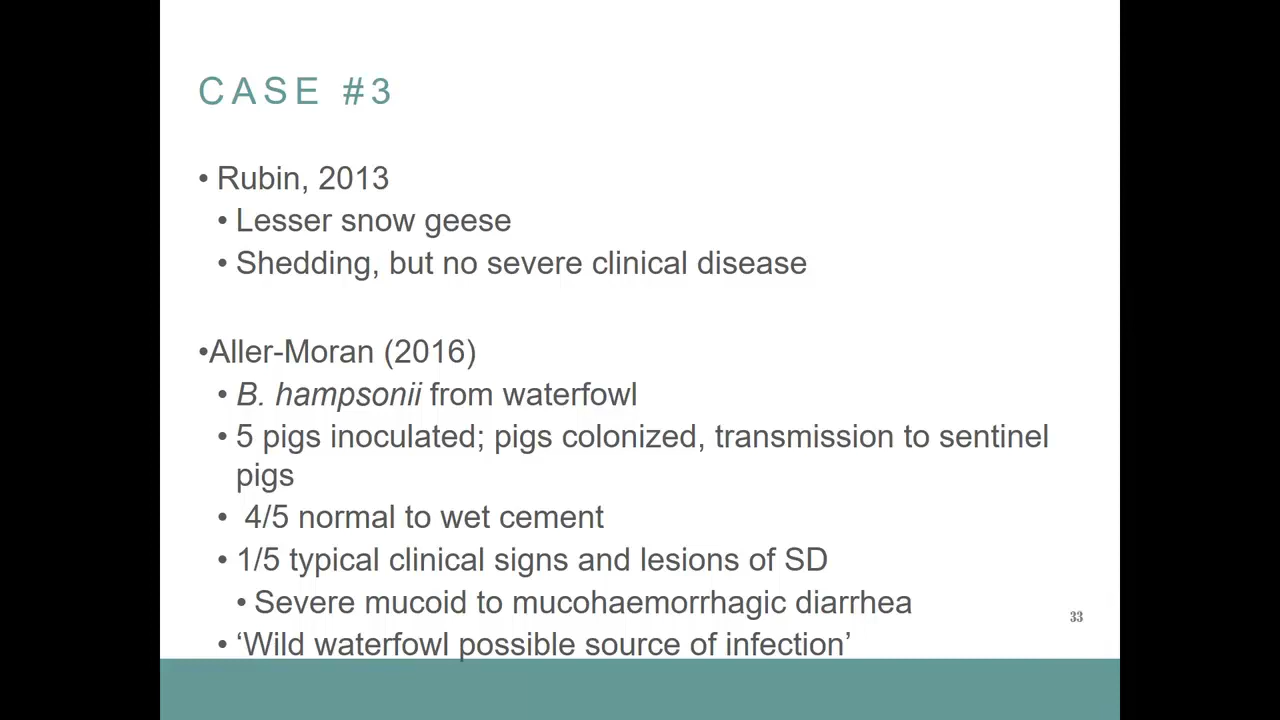 CASE #3
• Rubin, 2013
• Lesser snow geese
• Shedding, but no severe clinical disease
•Aller-Moran (2016)
• B. hampsonii from waterfowl
• 5 pigs inoculated; pigs colonized, transmission to sentinel
pigs
• 4/5 normal to wet cement
• 1/5 typical clinical signs and lesions of SD
• Severe mucoid to mucohaemorrhagic diarrhea
33
• ‘Wild waterfowl possible source of infection’